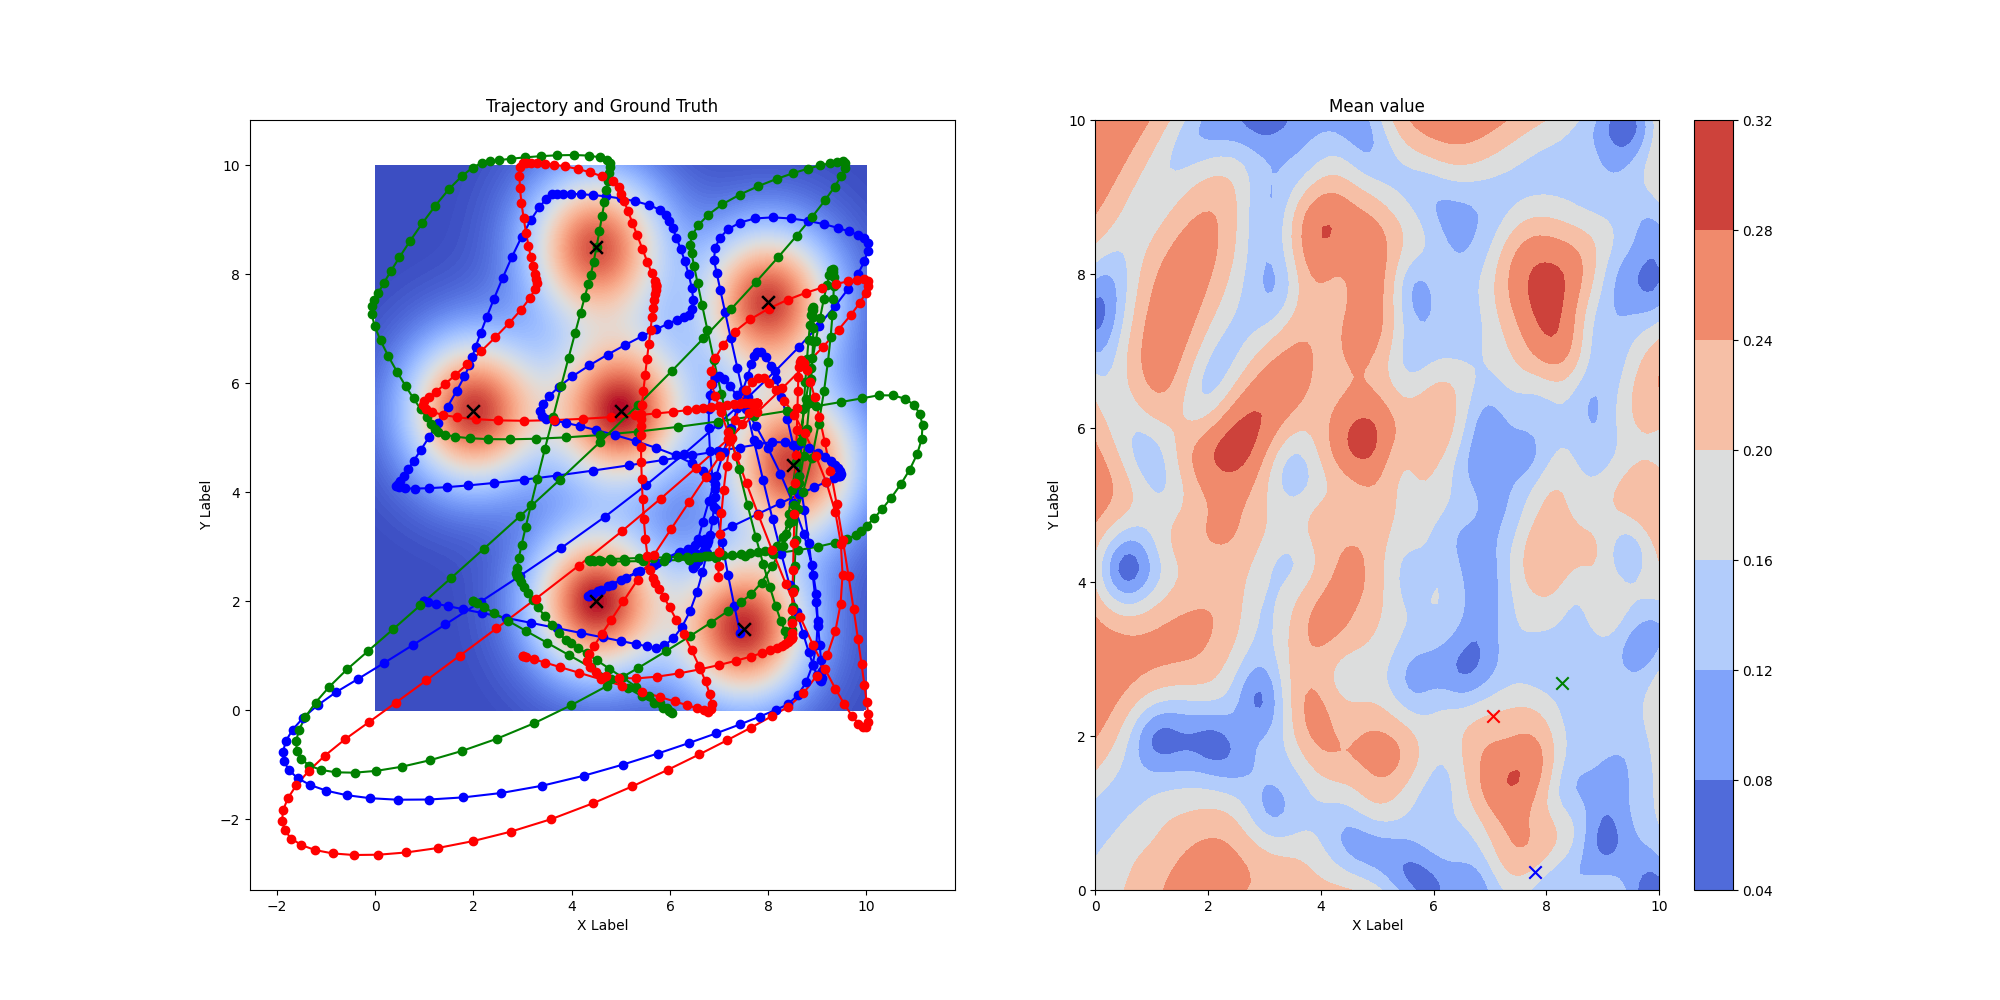 Trajectory and Ground Truth
Y Label
10
8
6
4
2
0
−2
−2 0 2 4 6 8 10
X Label
Mean value
Y Label
10
8
6
4
2
0
0 2 4 6 8 10
X Label
0.32
0.28
0.24
0.20
0.16
0.12
0.08
0.04